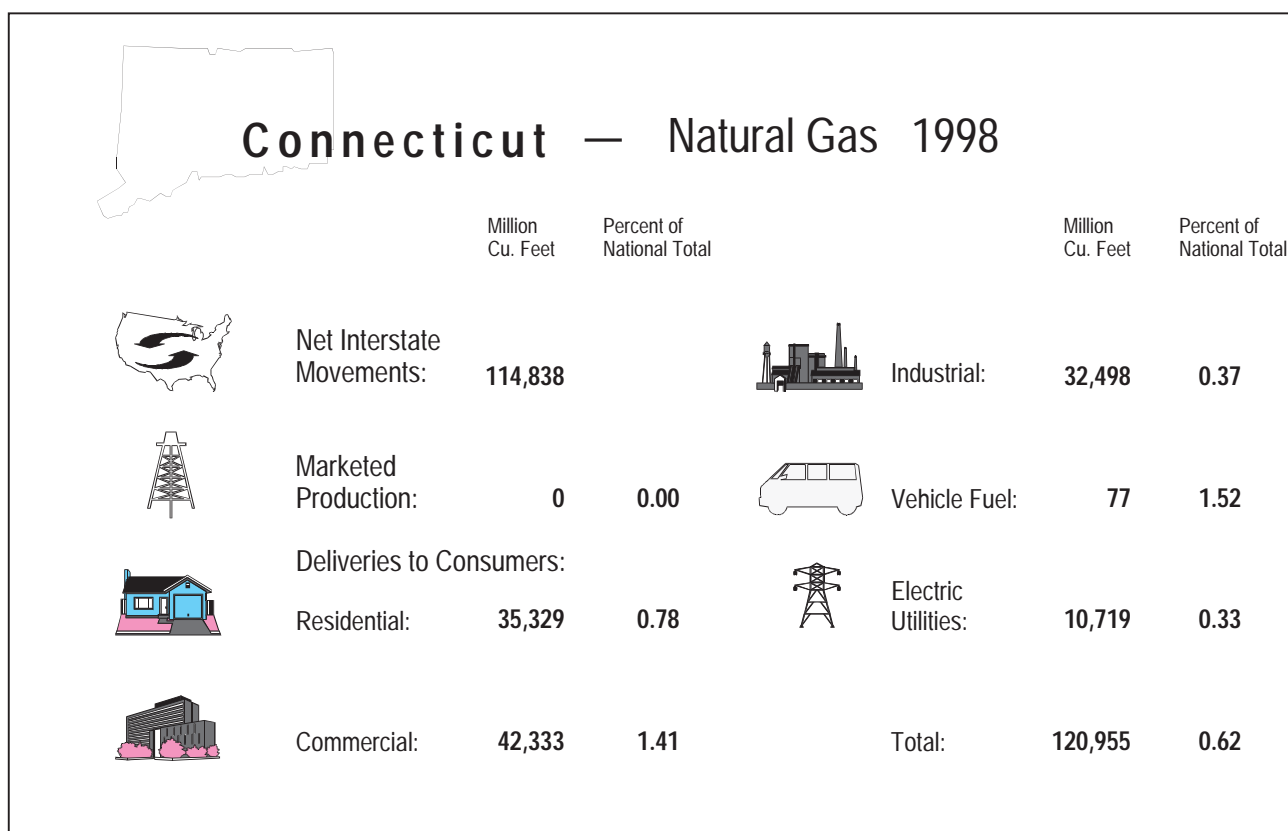 Connecticut — Natural Gas 1998
Million Cu. Feet
Percent of National Total
Million Cu. Feet
Percent of National Total
Net Interstate
Movements: 114,838
Marketed
Production: 0 0.00
Deliveries to Consumers:
Residential: 35,329 0.78
Commercial: 42,333 1.41
Industrial: 32,498 0.37
Vehicle Fuel: 77 1.52
Electric
Utilities: 10,719 0.33
Total: 120,955 0.62